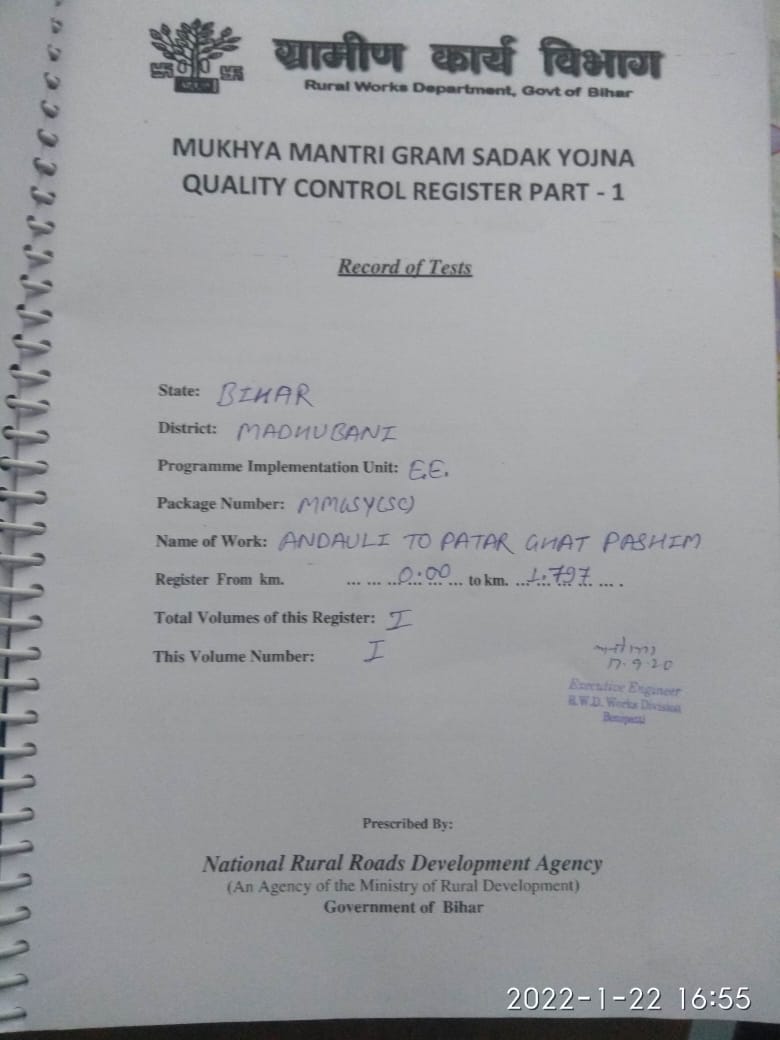 ग्रामीण कार्य विभाग
Rural Works Department, Govt of Bihar
MUKHYA MANTRI GRAM SADAK YOJNA
QUALITY CONTROL REGISTER PART - 1
Record of Tests
State: BIHAR
District: MADHUBANI
Programme Implementation Unit: E.E.
Package Number: MMGSY(SC)
Name of Work: ANDAULI TO PATAR GHAT PASHIM
Register From km. ... ... ..0:00... to km. ...1.797... ... .
Total Volumes of this Register: I
This Volume Number: I
17.9.20
Executive Engineer
R.W.D. Works Division
Benipatti
Prescribed By:
National Rural Roads Development Agency
(An Agency of the Ministry of Rural Development)
Government of Bihar
2022-1-22 16:55